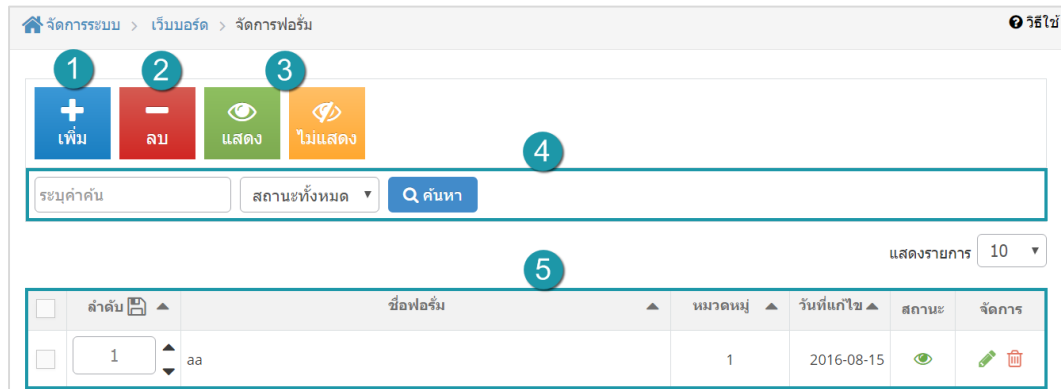 จัดการระบบ > เว็บบอร์ด > จัดการฟอรั่ม วิธีใช้
1 2 3
เพิ่ม ลบ แสดง ไม่แสดง
4
ระบุคำค้น สถานะทั้งหมด ค้นหา
แสดงรายการ 10
5
ลำดับ ชื่อฟอรั่ม หมวดหมู่ วันที่แก้ไข สถานะ จัดการ
1 aa 1 2016-08-15